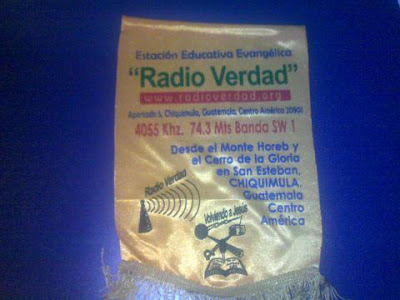 Estación Educativa Evangélica
"Radio Verdad"
www.radioverdad.org
Apartado 5, Chiquimula, Guatemala, Centro América 20901
4055 Khz. 74.3 Mts Banda SW 1
Desde el Monte Horeb y
el Cerro de la Gloria
en San Esteban,
CHIQUIMULA,
Guatemala
Centro
América
Radio Verdad
Volviendo a Jesús